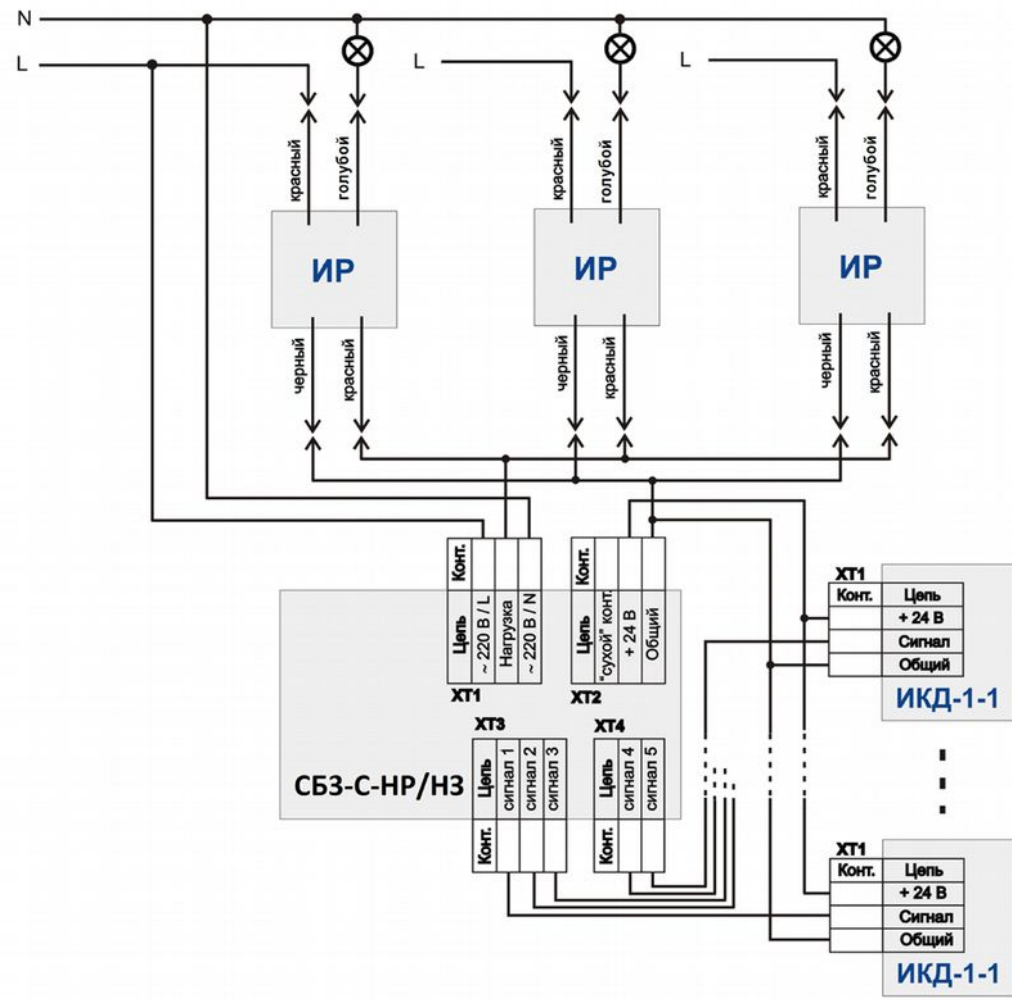 N
L
L
L
красный
голубой
красный
голубой
красный
голубой
ИР
ИР
ИР
черный
красный
черный
красный
черный
красный
Конт.
Цепь
~ 220 В / L
Нагрузка
~ 220 В / N
XT1
Конт.
Цепь
"сухой" конт.
+ 24 В
Общий
XT2
XT3
Цепь
сигнал 1
сигнал 2
сигнал 3
Конт.
XT4
Цепь
сигнал 4
сигнал 5
Конт.
СБЗ-С-НР/НЗ
XT1
Конт. Цепь
+ 24 В
Сигнал
Общий
ИКД-1-1
XT1
Конт. Цепь
+ 24 В
Сигнал
Общий
ИКД-1-1